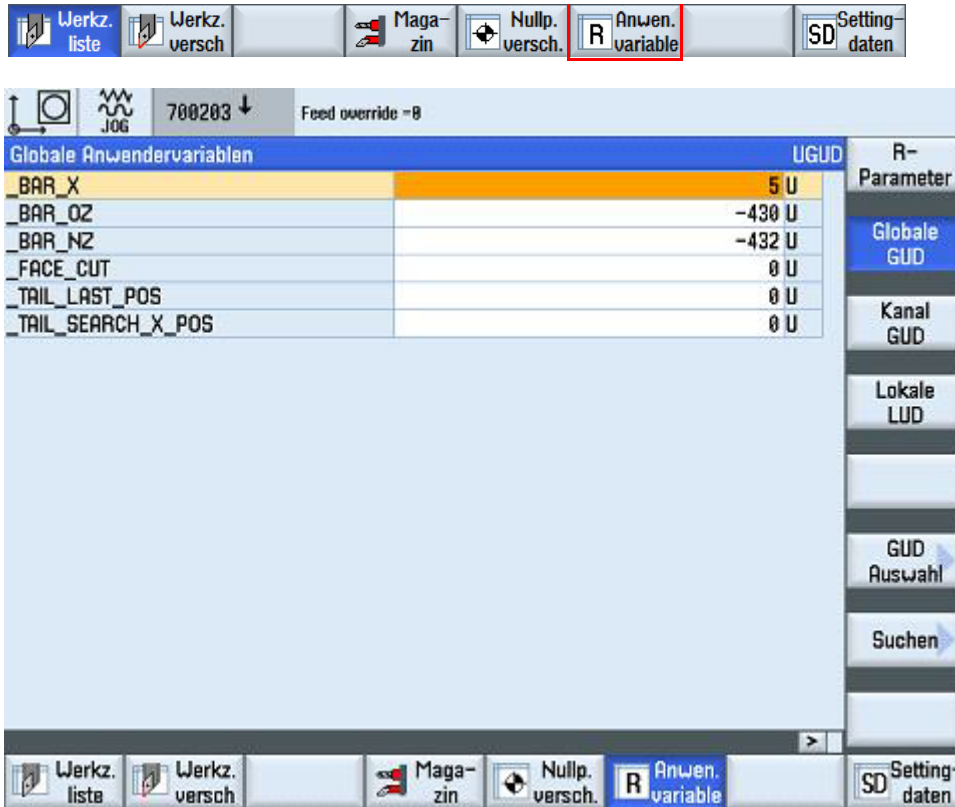 Werkz. Werkz. Maga- Nullp. Anwen. Setting-
liste versch zin versch. R variable SD daten
JOG 700203 Feed override =0
Globale Anwendervariablen UGUD
R-
Parameter
_BAR_X 5 U
_BAR_OZ -430 U
_BAR_NZ -432 U
_FACE_CUT 0 U
_TAIL_LAST_POS 0 U
_TAIL_SEARCH_X_POS 0 U
Globale
GUD
Kanal
GUD
Lokale
LUD
GUD
Auswahl
Suchen
>
Werkz. Werkz. Maga- Nullp. Anwen. Setting-
liste versch zin versch. R variable SD daten